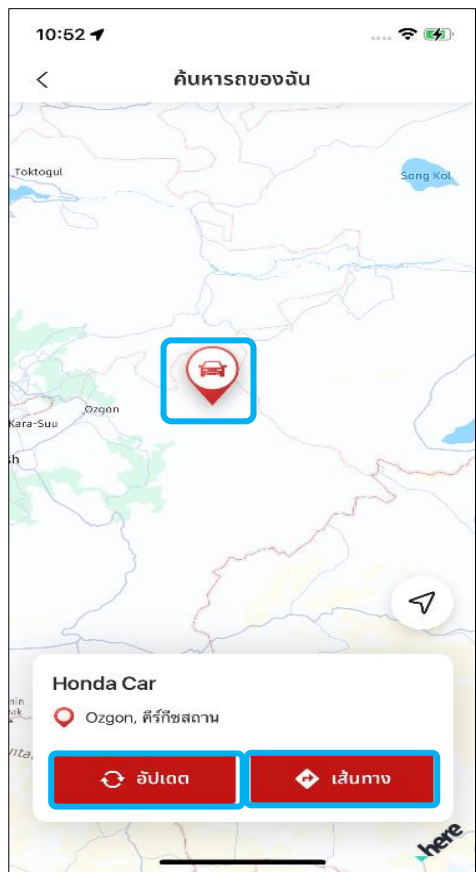 10:52
ค้นหารถของฉัน
Toktogul
Song Kol
Ozgon
Kara-Suu
sh
Honda Car
Ozgon, คีร์กีซสถาน
อัปเดต
เส้นทาง
here